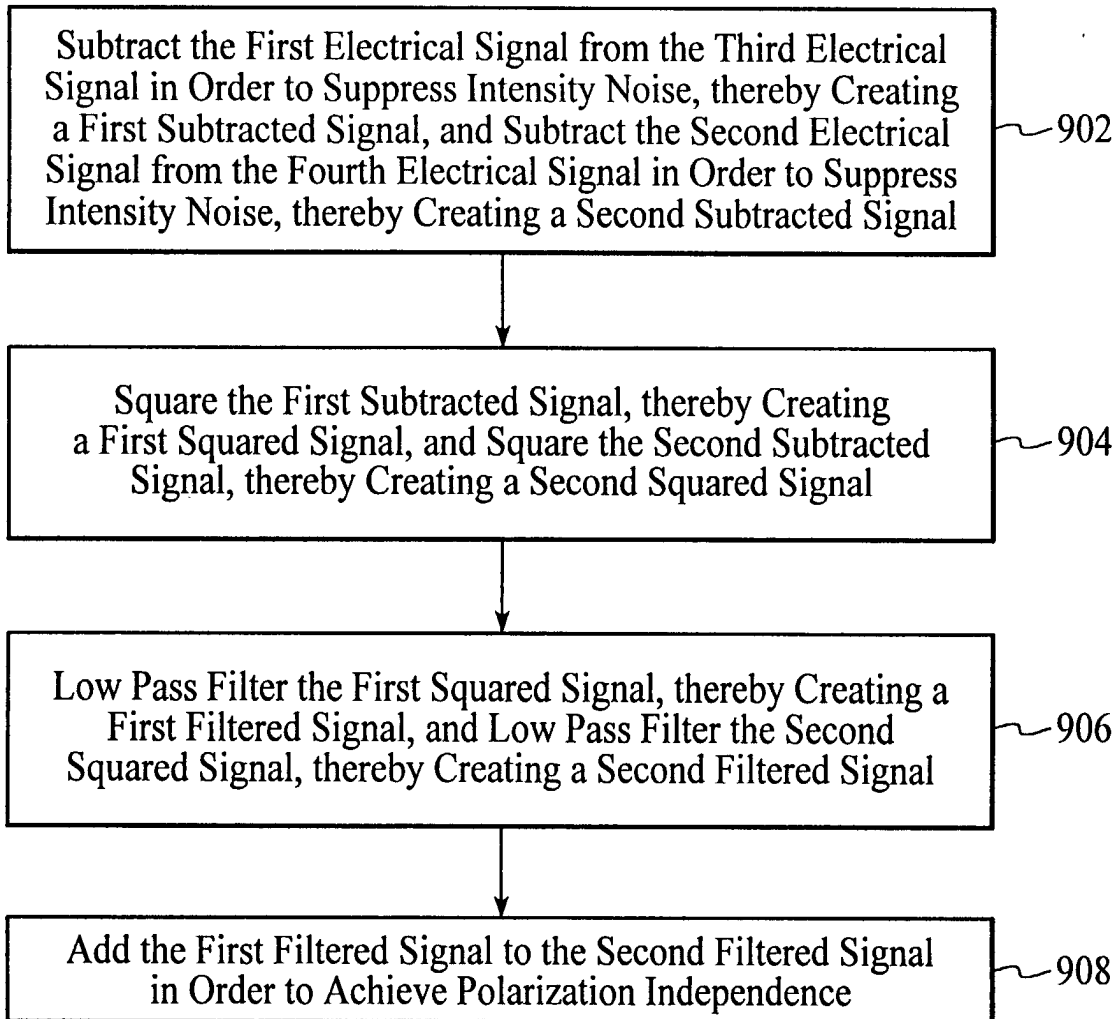 Subtract the First Electrical Signal from the Third Electrical
Signal in Order to Suppress Intensity Noise, thereby Creating
a First Subtracted Signal, and Subtract the Second Electrical
Signal from the Fourth Electrical Signal in Order to Suppress
Intensity Noise, thereby Creating a Second Subtracted Signal
902
Square the First Subtracted Signal, thereby Creating
a First Squared Signal, and Square the Second Subtracted
Signal, thereby Creating a Second Squared Signal
904
Low Pass Filter the First Squared Signal, thereby Creating a
First Filtered Signal, and Low Pass Filter the Second
Squared Signal, thereby Creating a Second Filtered Signal
906
Add the First Filtered Signal to the Second Filtered Signal
in Order to Achieve Polarization Independence
908